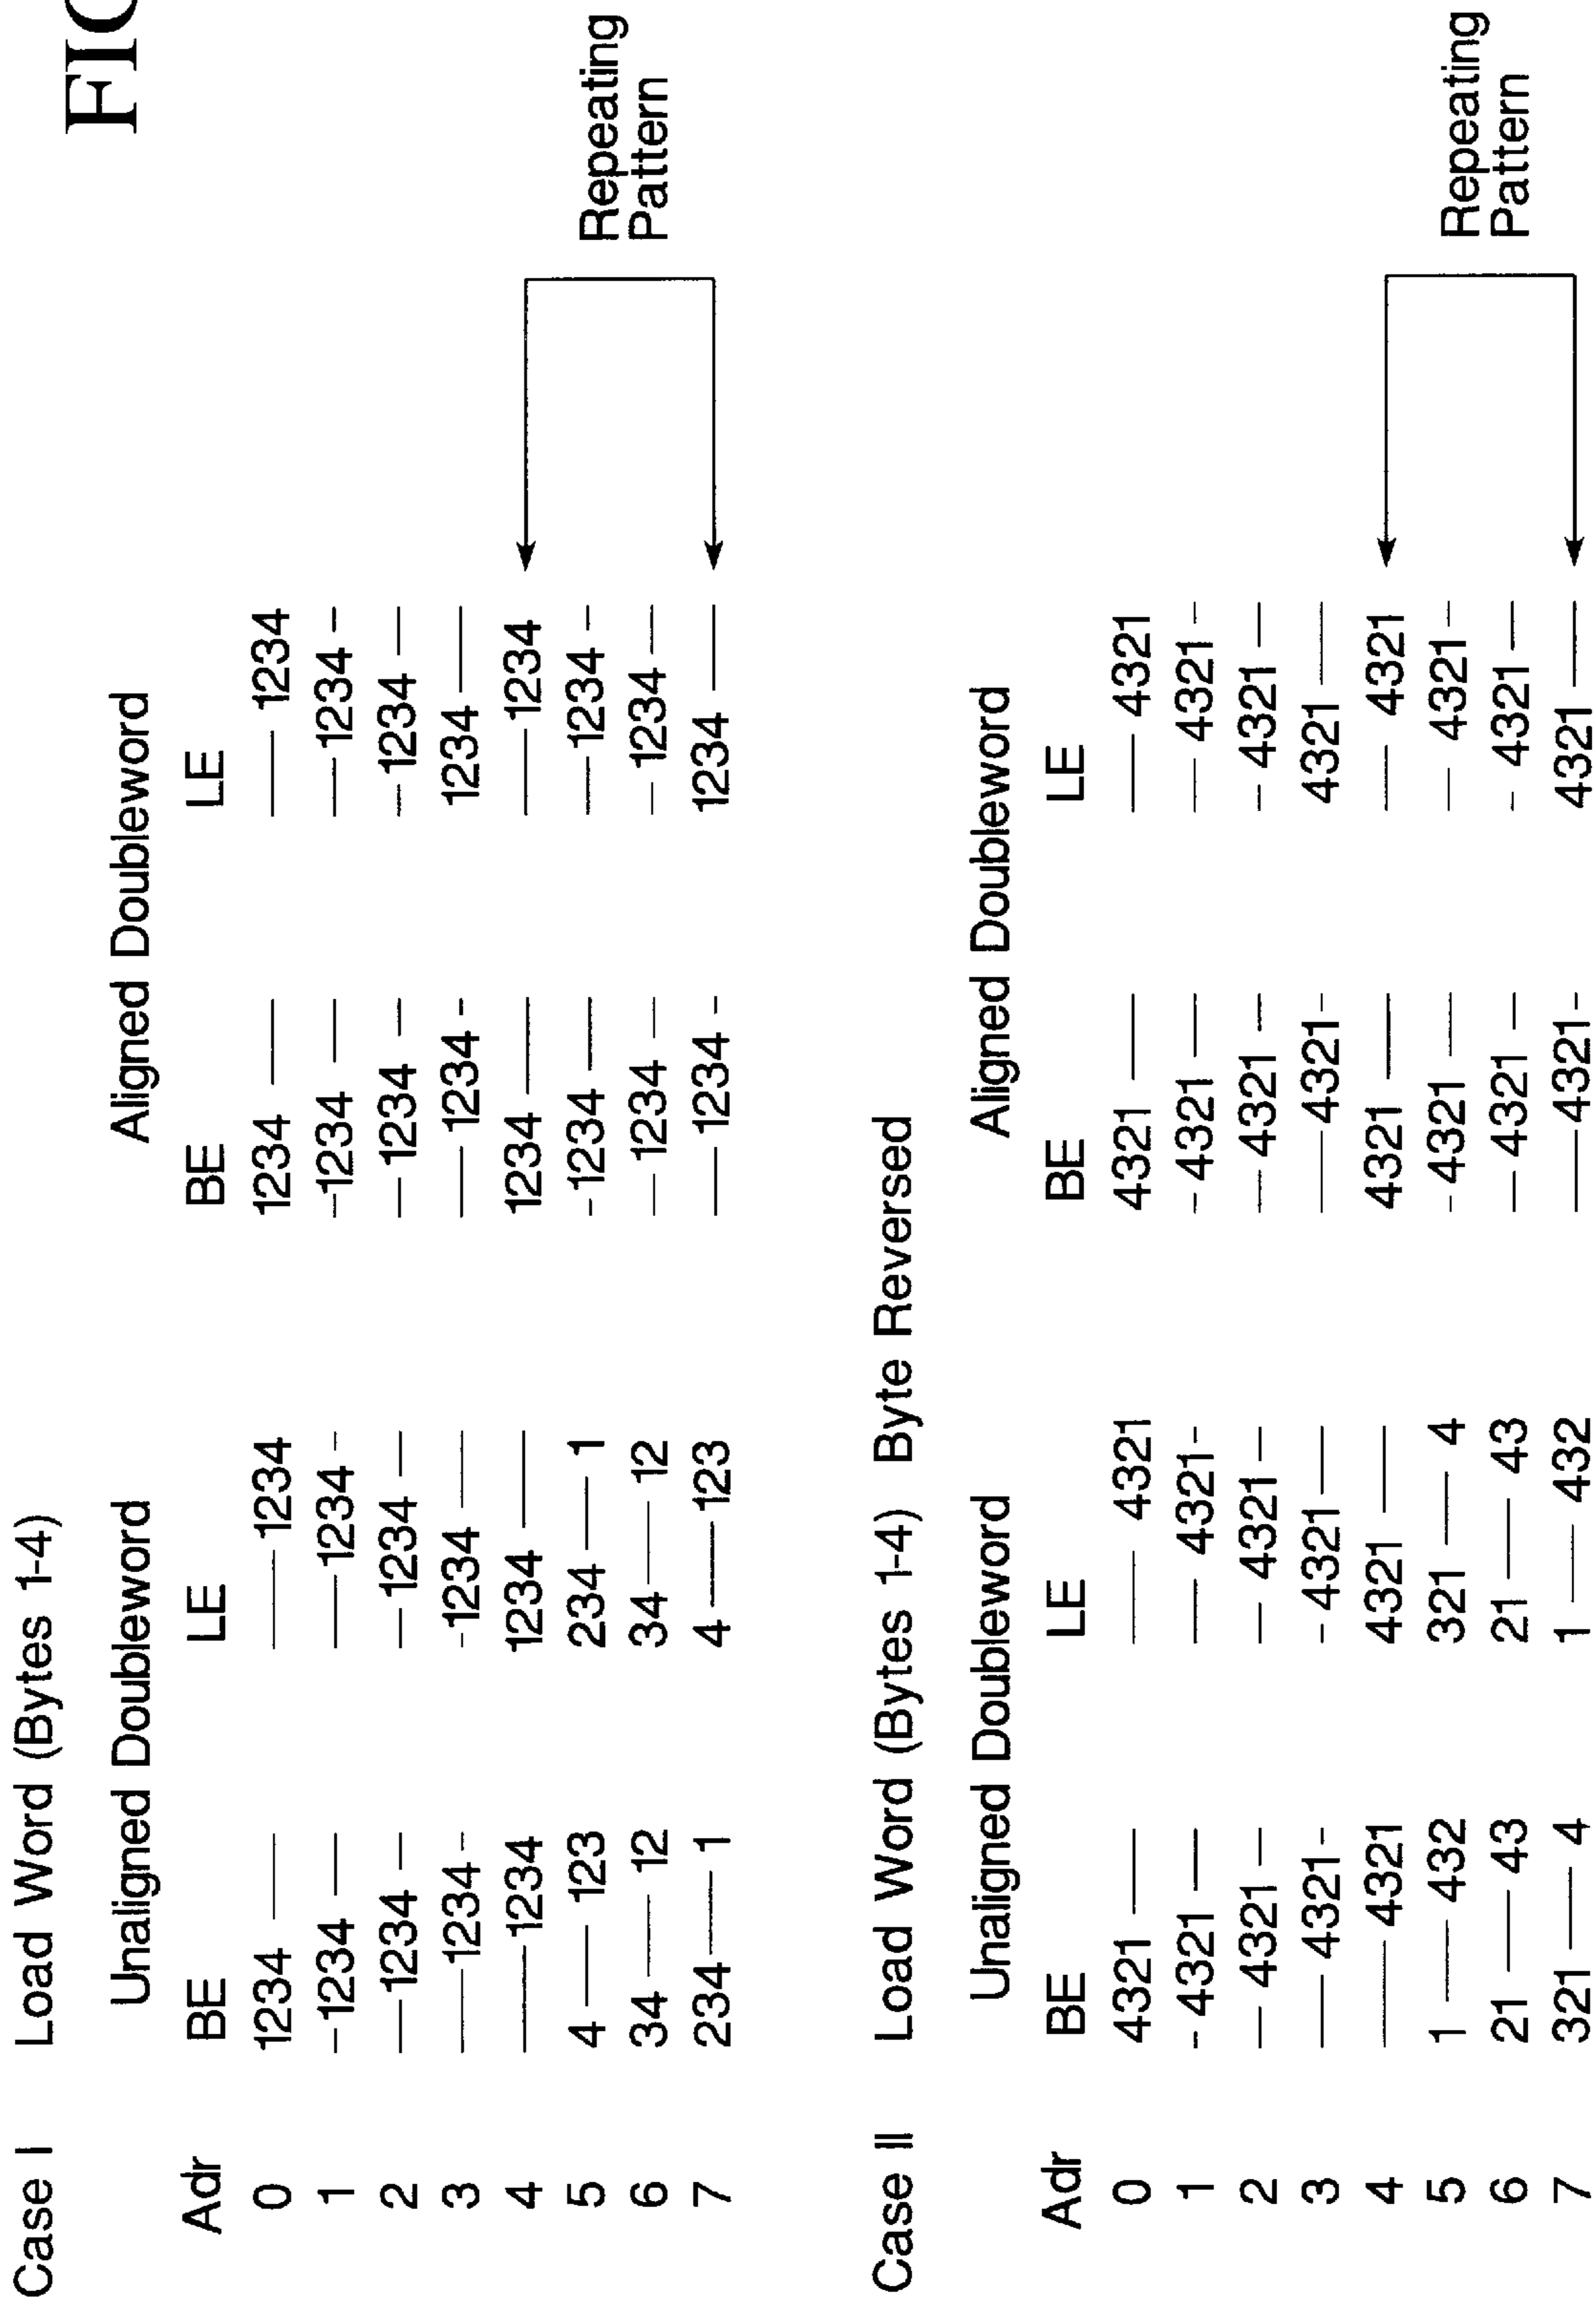 FIG
Case I Load Word (Bytes 1-4)
Unaligned Doubleword Aligned Doubleword
Adr BE LE BE LE
0 1234 —— ——1234 1234 —— —— 1234
1 -1234 — —1234 - -1234 — —1234 -
2 —1234 – –1234 — –1234 – –1234 —
3 —1234 - -1234 —— —1234 - 1234 ——
4 ——1234 1234 —— 1234 —— ——1234
5 4 —— 123 234 —— 1 -1234 — —1234 -
6 34 —— 12 34 —— 12 –1234 – –1234 —
7 234 —— 1 4 —— 123 —1234 - 1234 ——
Repeating
Pattern
Case II Load Word (Bytes 1-4) Byte Reversed
Unaligned Doubleword Aligned Doubleword
Adr BE LE BE LE
0 4321 —— —— 4321 4321 —— —— 4321
1 -4321 — —4321 - -4321 — —4321 -
2 –4321 – –4321 – –4321 – –4321 –
3 —4321 - -4321 — —4321 - 4321 ——
4 ——4321 4321 —— 4321 —— ——4321
5 1 —— 432 321 —— 4 -4321 — —4321 -
6 21 —— 43 21 —— 43 –4321 – –4321 –
7 321 —— 4 1 —— 432 —4321 - 4321 ——
Repeating
Pattern